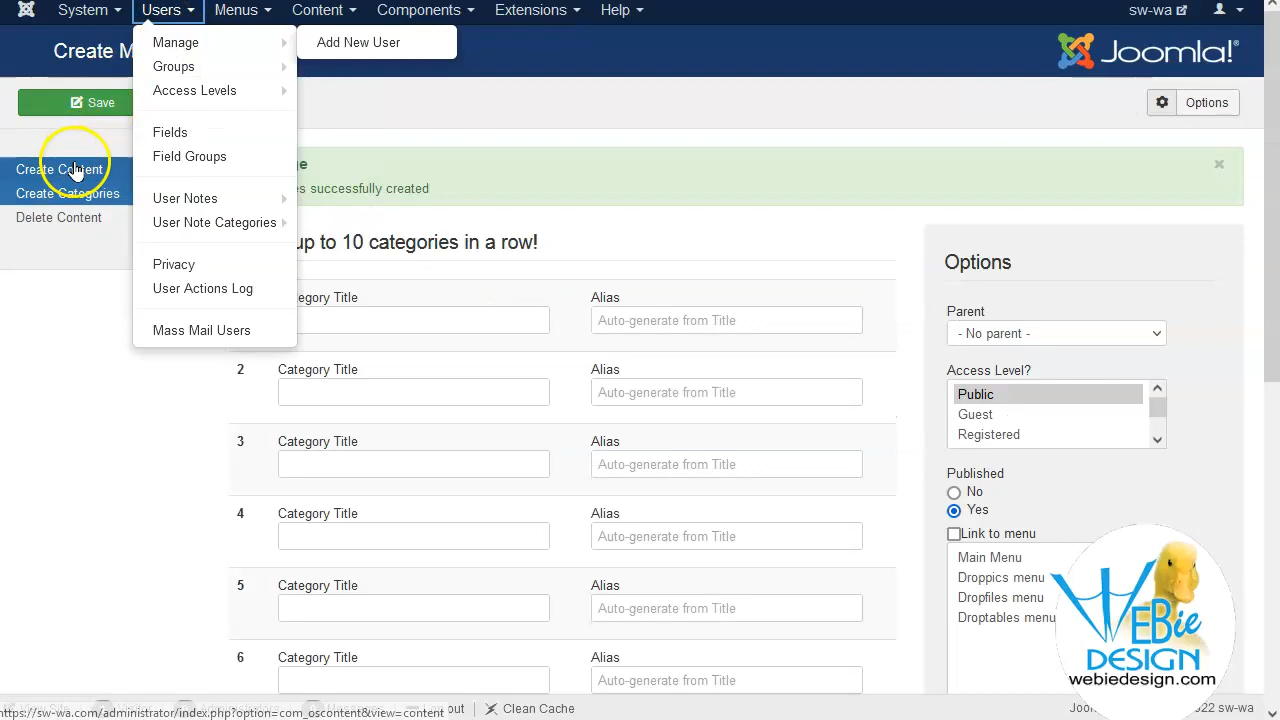 System Users Menus Content Components Extensions Help sw-wa
Create M
Joomla!
Manage
Add New User
Groups
Access Levels
Fields
Field Groups
User Notes
User Note Categories
Privacy
User Actions Log
Mass Mail Users
Save
Options
Create Content
Create Categories
Delete Content
ge
es successfully created
×
up to 10 categories in a row!
Category Title Alias
Auto-generate from Title
2 Category Title Alias
Auto-generate from Title
3 Category Title Alias
Auto-generate from Title
4 Category Title Alias
Auto-generate from Title
5 Category Title Alias
Auto-generate from Title
6 Category Title Alias
Auto-generate from Title
Options
Parent
- No parent -
Access Level?
Public
Guest
Registered
Published
No
Yes
Link to menu
Main Menu
Droppics menu
Dropfiles menu
Droptables menu
WEBie
DESIGN
webiedesign.com
https://sw-wa.com/administrator/index.php?option=com_oscontent&view=content
out Clean Cache
Joom
2022 sw-wa